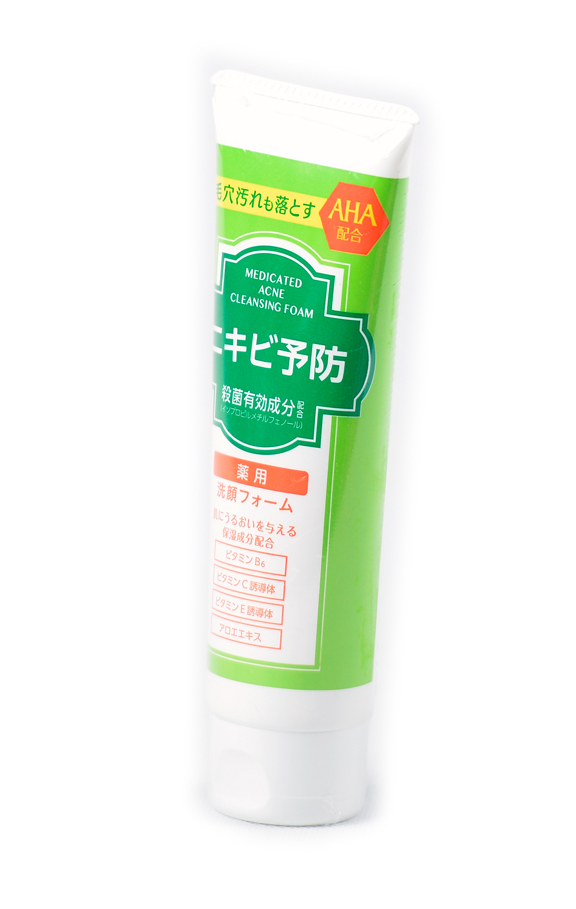 毛穴汚れも落とす
AHA
配合
MEDICATED
ACNE
CLEANSING FOAM
ニキビ予防
殺菌有効成分配合
(イソプロピルメチルフェノール)
薬用
洗顔フォーム
肌にうるおいを与える
保湿成分配合
ビタミンB6
ビタミンC誘導体
ビタミンE誘導体
アロエエキス